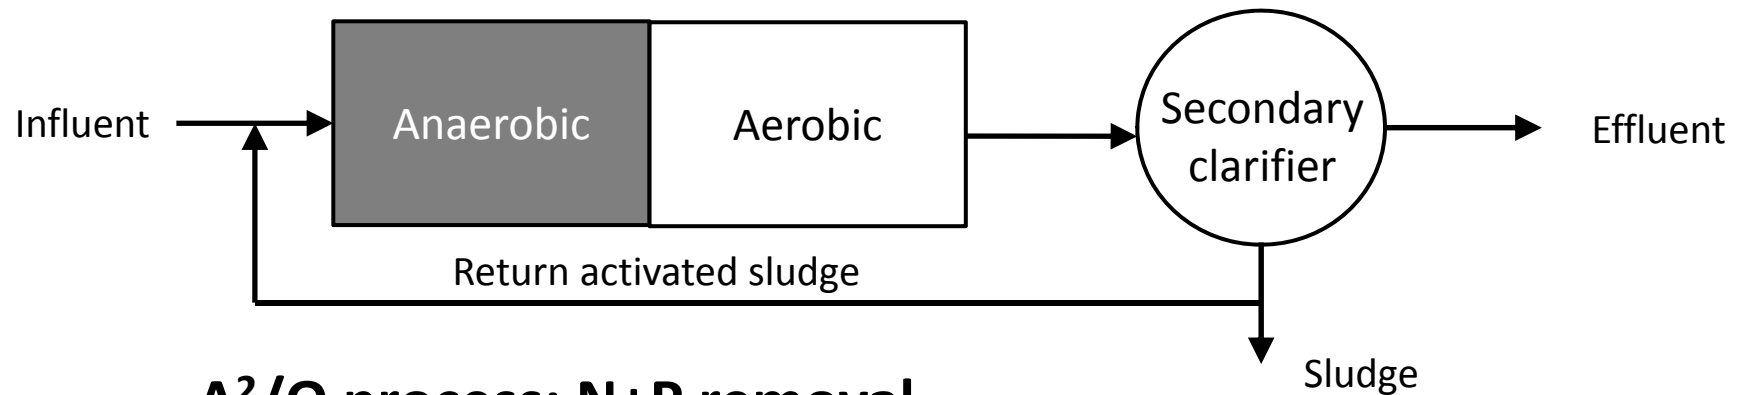 Influent
Anaerobic
Aerobic
Secondary
clarifier
Effluent
Return activated sludge
Sludge
A²/O process: N+P removal